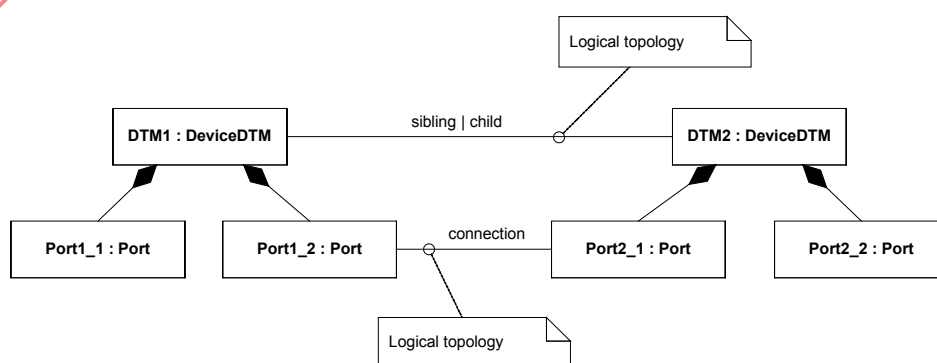 Logical topology
sibling | child
DTM1 : DeviceDTM
DTM2 : DeviceDTM
connection
Port1_1 : Port
Port1_2 : Port
Port2_1 : Port
Port2_2 : Port
Logical topology